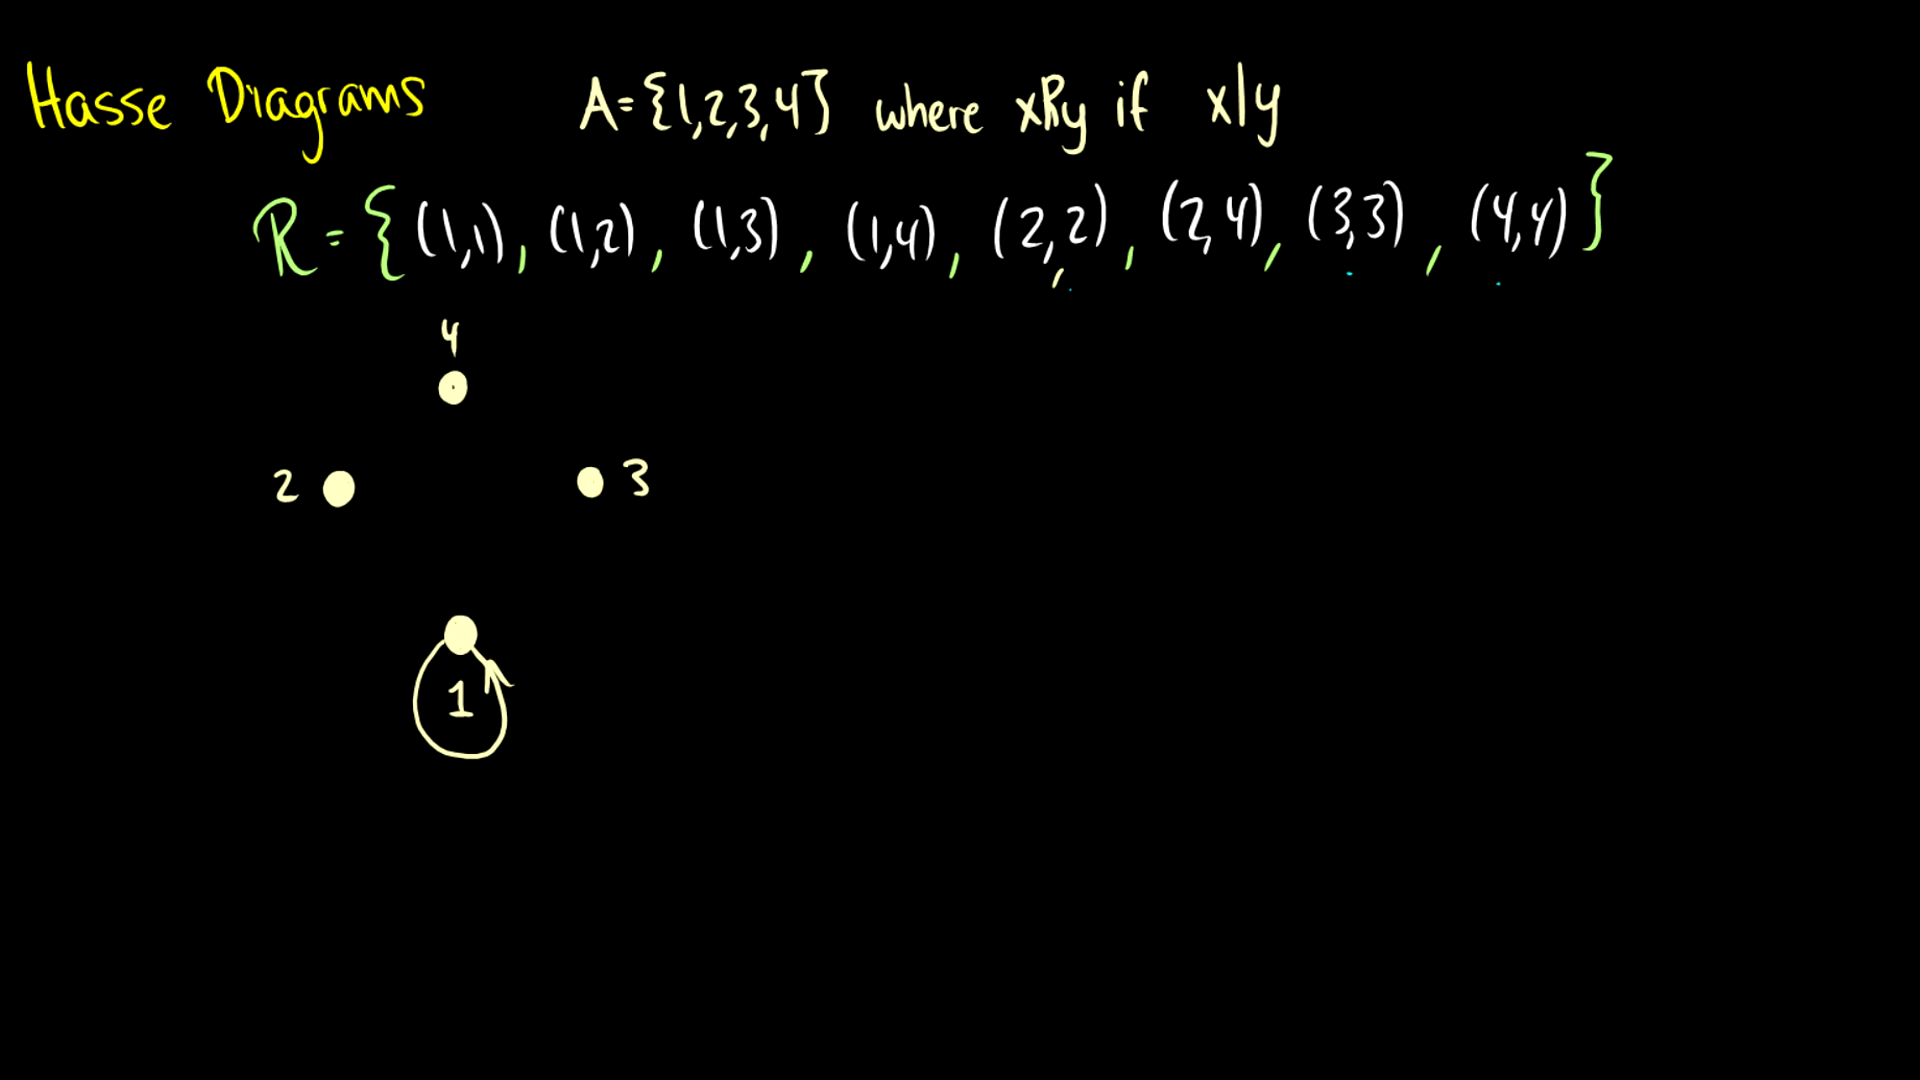 Hasse Diagrams A={1,2,3,4} where xRy if x|y
R={(1,1), (1,2), (1,3), (1,4), (2,2), (2,4), (3,3), (4,4)}
4
2 3
1